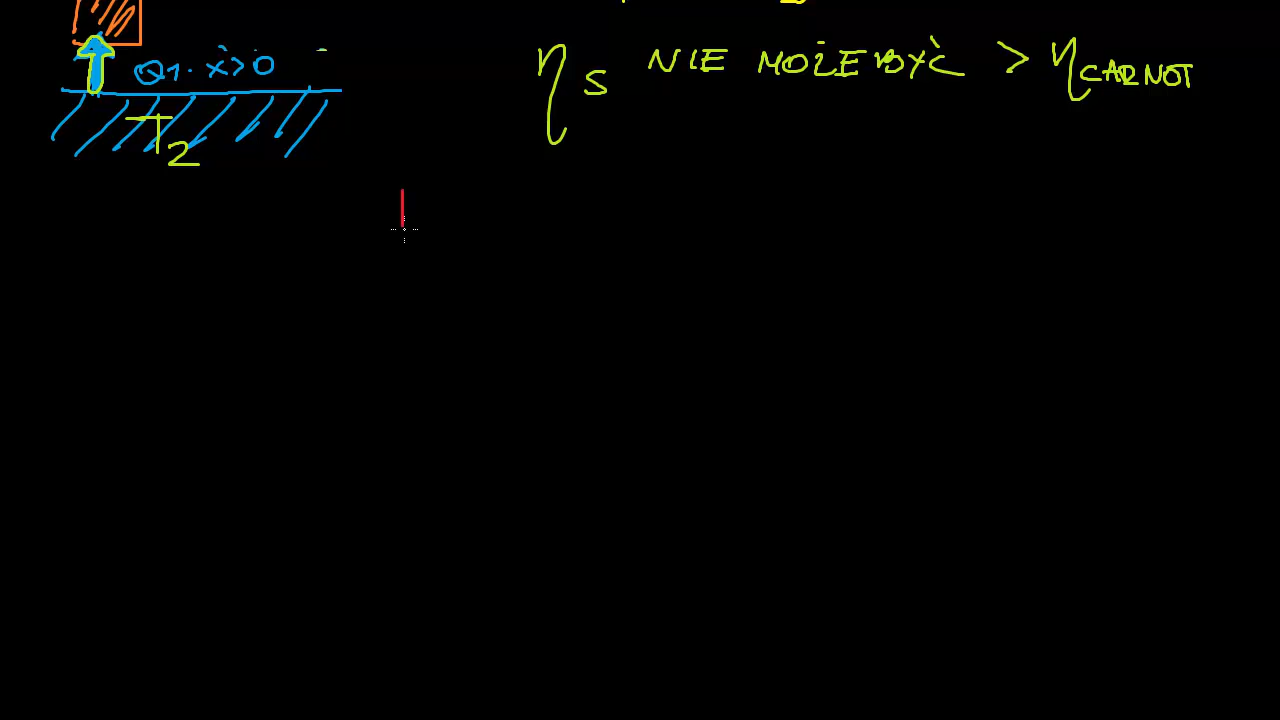 Q1. x>0
T2
ηs NIE MOŻE BYĆ > ηCARNOT